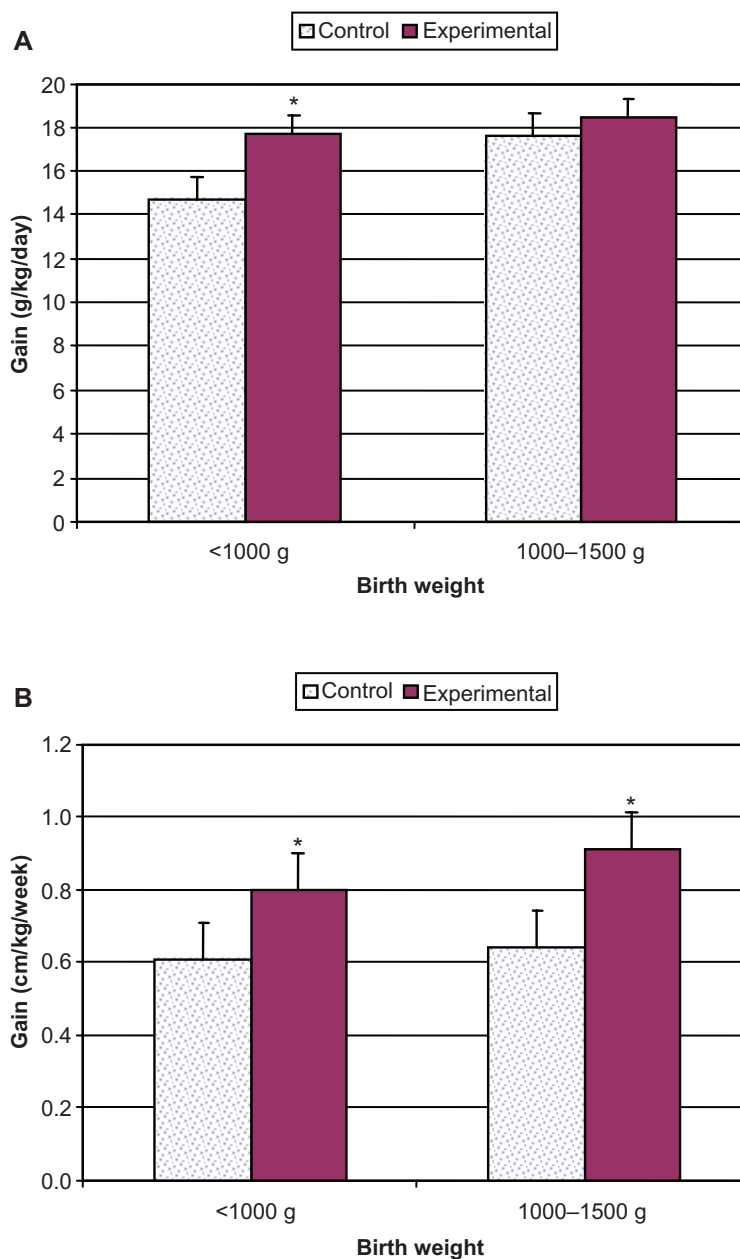 A
Control Experimental
20
18
16
14
12
10
8
6
4
2
0
Gain (g/kg/day)
*
<1000 g 1000–1500 g
Birth weight
B
Control Experimental
1.2
1.0
0.8
0.6
0.4
0.2
0.0
Gain (cm/kg/week)
*
*
<1000 g 1000–1500 g
Birth weight